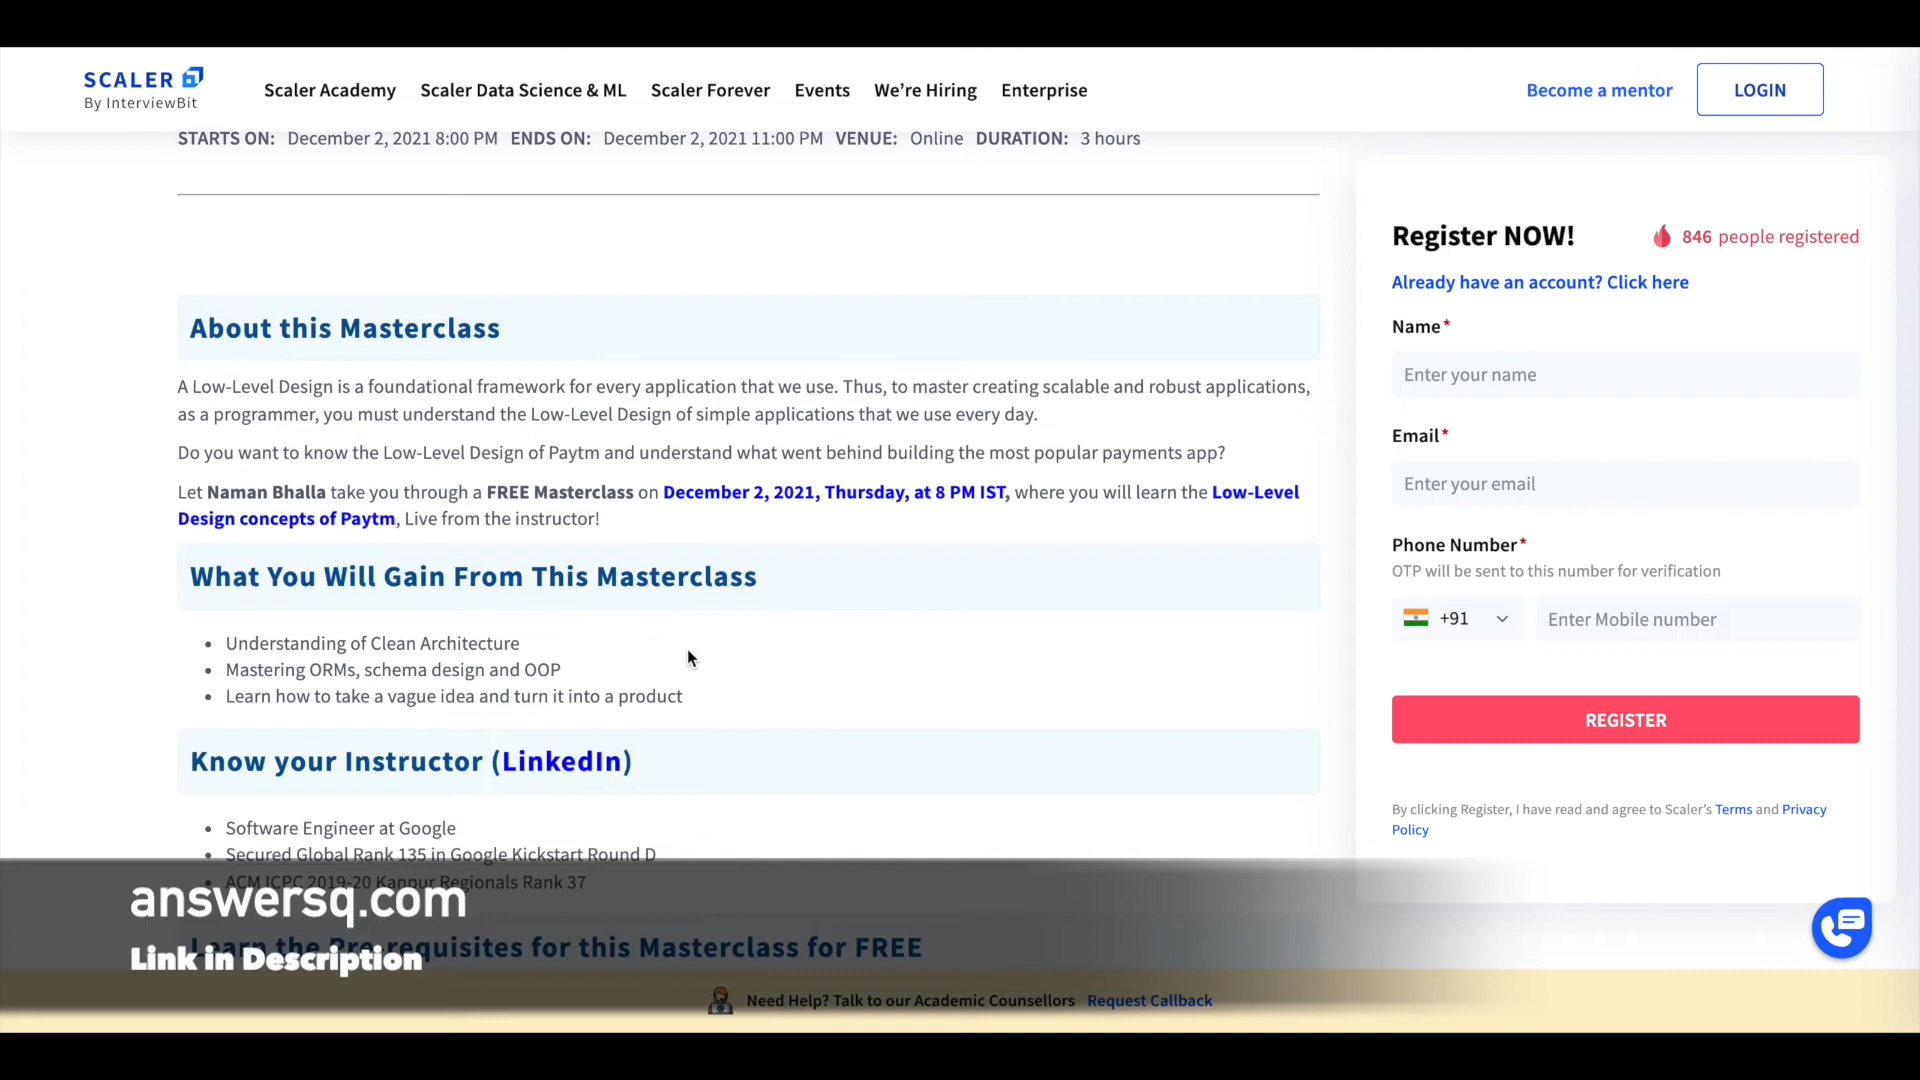 SCALER
By InterviewBit
Scaler Academy Scaler Data Science & ML Scaler Forever Events We're Hiring Enterprise
Become a mentor LOGIN
STARTS ON: December 2, 2021 8:00 PM ENDS ON: December 2, 2021 11:00 PM VENUE: Online DURATION: 3 hours
About this Masterclass
A Low-Level Design is a foundational framework for every application that we use. Thus, to master creating scalable and robust applications,
as a programmer, you must understand the Low-Level Design of simple applications that we use every day.
Do you want to know the Low-Level Design of Paytm and understand what went behind building the most popular payments app?
Let Naman Bhalla take you through a FREE Masterclass on December 2, 2021, Thursday, at 8 PM IST, where you will learn the Low-Level
Design concepts of Paytm, Live from the instructor!
What You Will Gain From This Masterclass
• Understanding of Clean Architecture
• Mastering ORMs, schema design and OOP
• Learn how to take a vague idea and turn it into a product
Know your Instructor (LinkedIn)
• Software Engineer at Google
• Secured Global Rank 135 in Google Kickstart Round D
• ACM ICPC 2019-20 Kanpur Regionals Rank 37
Learn the Pre-requisites for this Masterclass for FREE
answersq.com
Link in Description
Need Help? Talk to our Academic Counsellors Request Callback
Register NOW!
846 people registered
Already have an account? Click here
Name*
Enter your name
Email*
Enter your email
Phone Number*
OTP will be sent to this number for verification
+91 Enter Mobile number
REGISTER
By clicking Register, I have read and agree to Scaler's Terms and Privacy
Policy